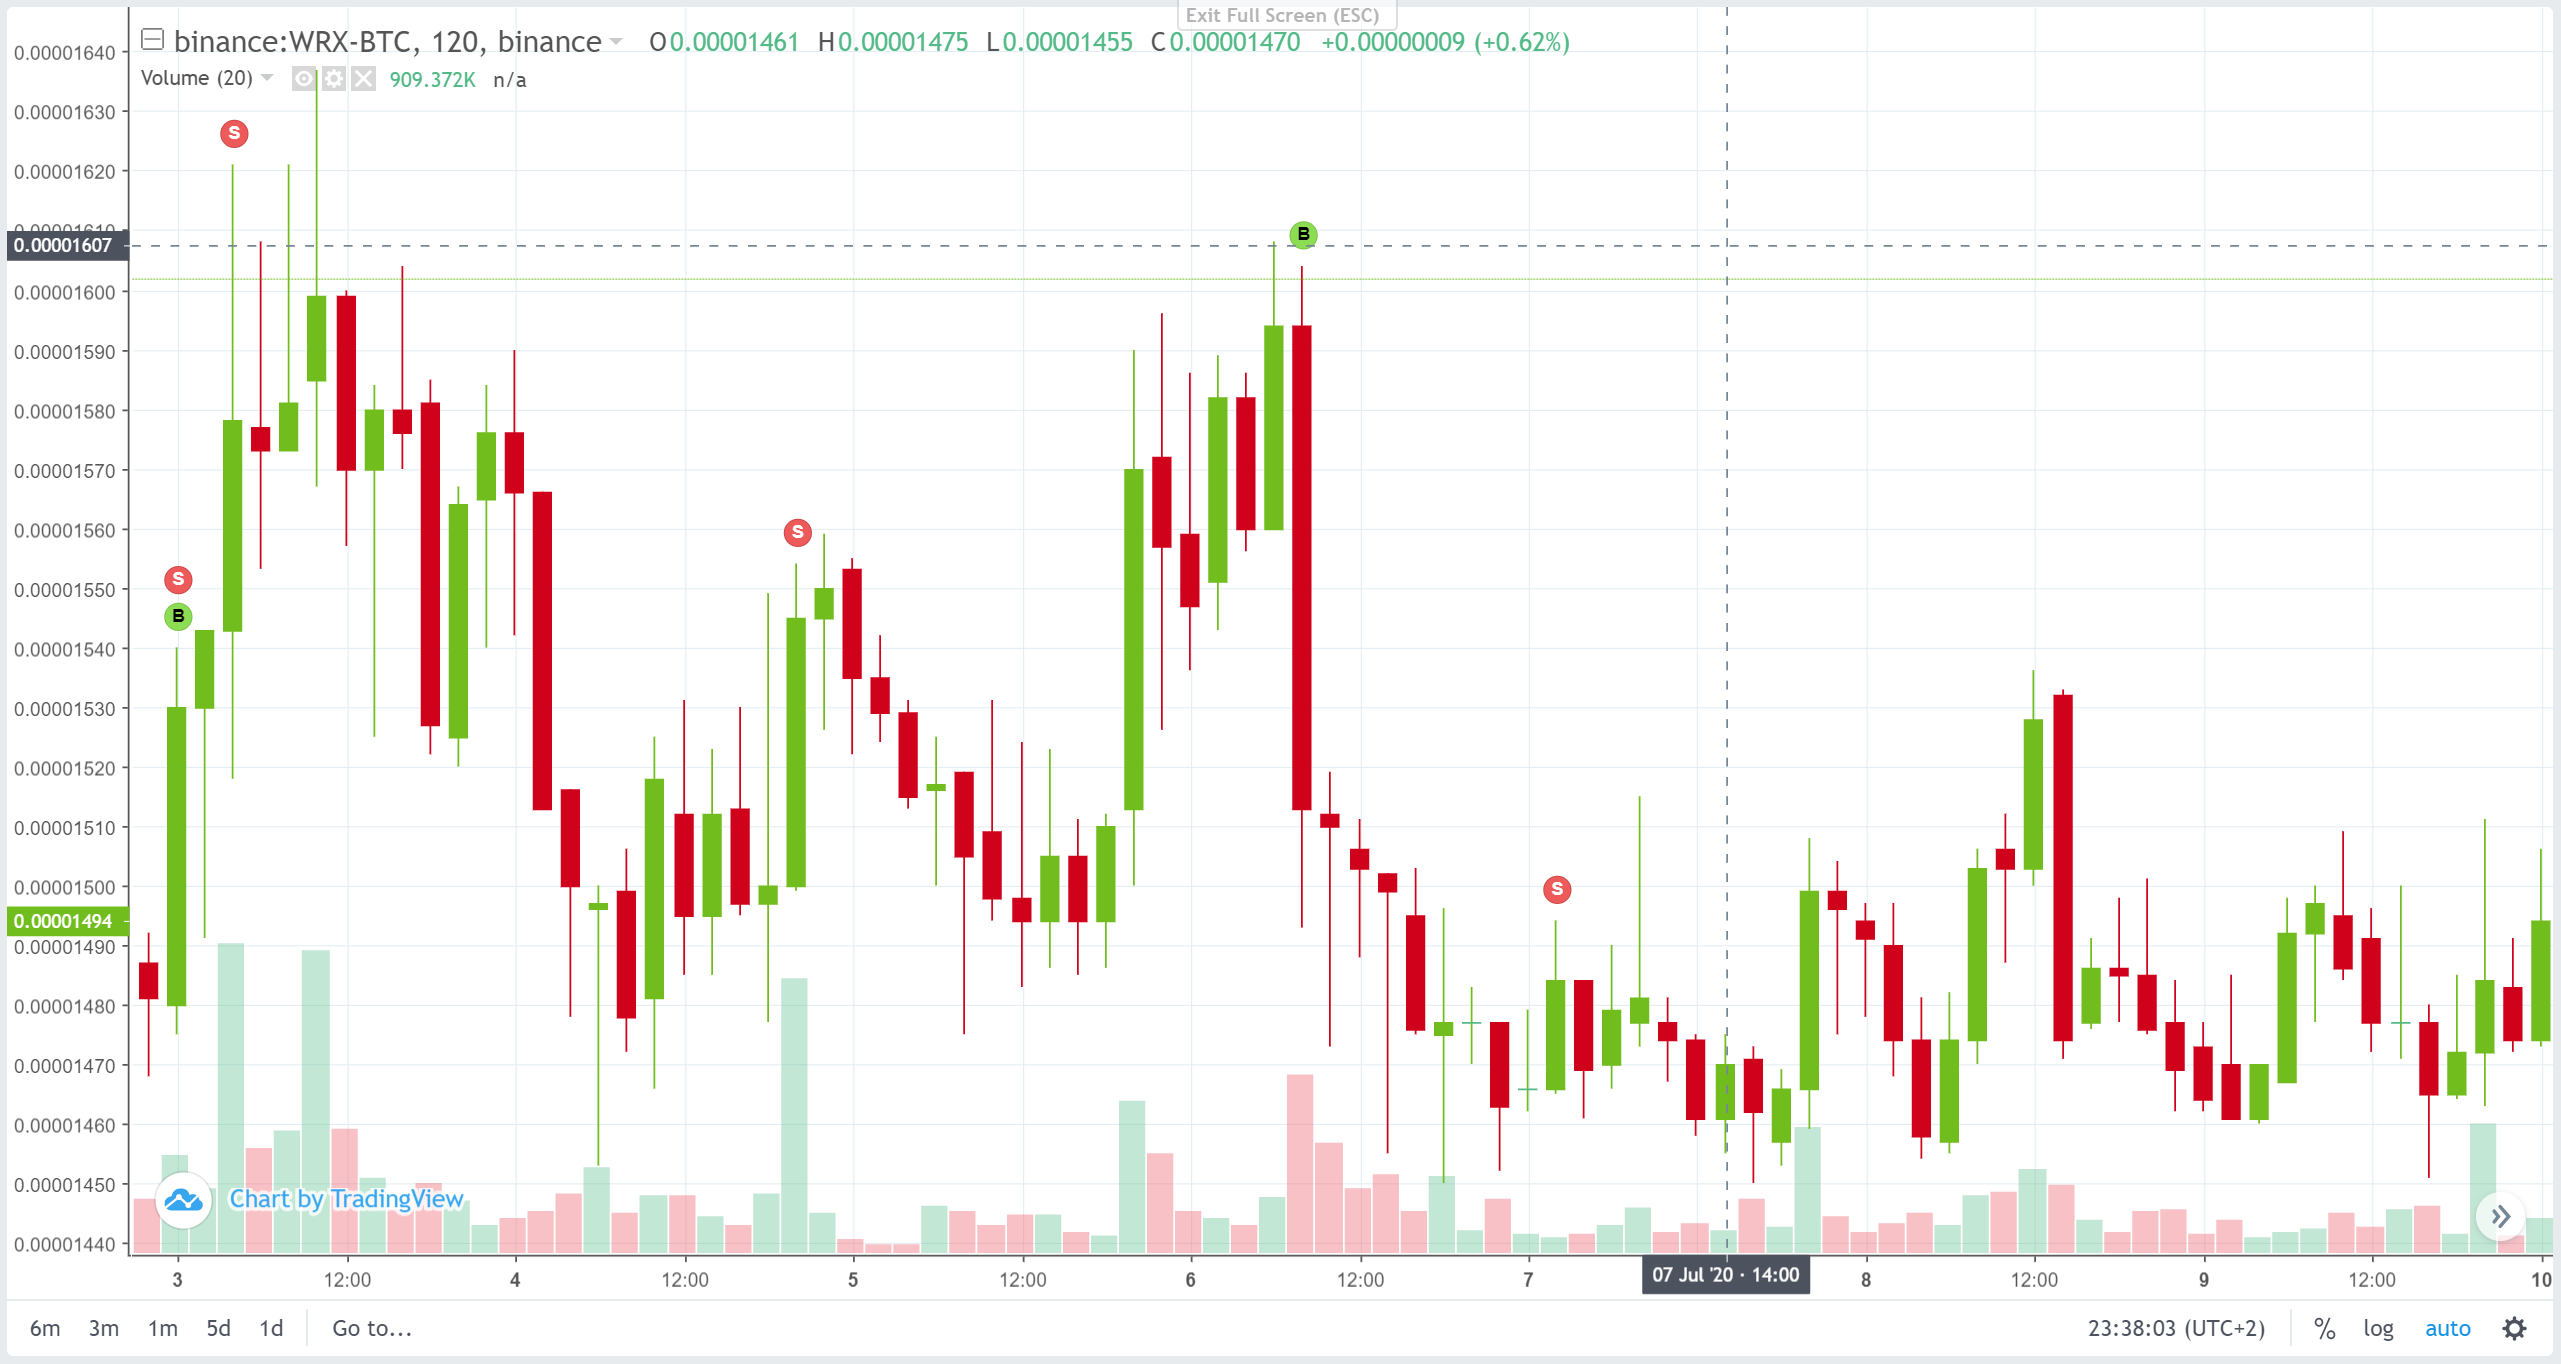 Exit Full Screen (ESC)
binance:WRX-BTC, 120, binance O0.00001461 H0.00001475 L0.00001455 C0.00001470 +0.00000009 (+0.62%)
Volume (20) 909.372K n/a
0.00001640
0.00001630
0.00001620
0.00001610
0.00001607
0.00001600
0.00001590
0.00001580
0.00001570
0.00001560
0.00001550
0.00001540
0.00001530
0.00001520
0.00001510
0.00001500
0.00001494
0.00001490
0.00001480
0.00001470
0.00001460
0.00001450
0.00001440
S
B
S
S
B
S
Chart by TradingView
3 12:00 4 12:00 5 12:00 6 12:00 7 07 Jul '20 · 14:00 8 12:00 9 12:00 10
6m 3m 1m 5d 1d Go to... 23:38:03 (UTC+2) % log auto